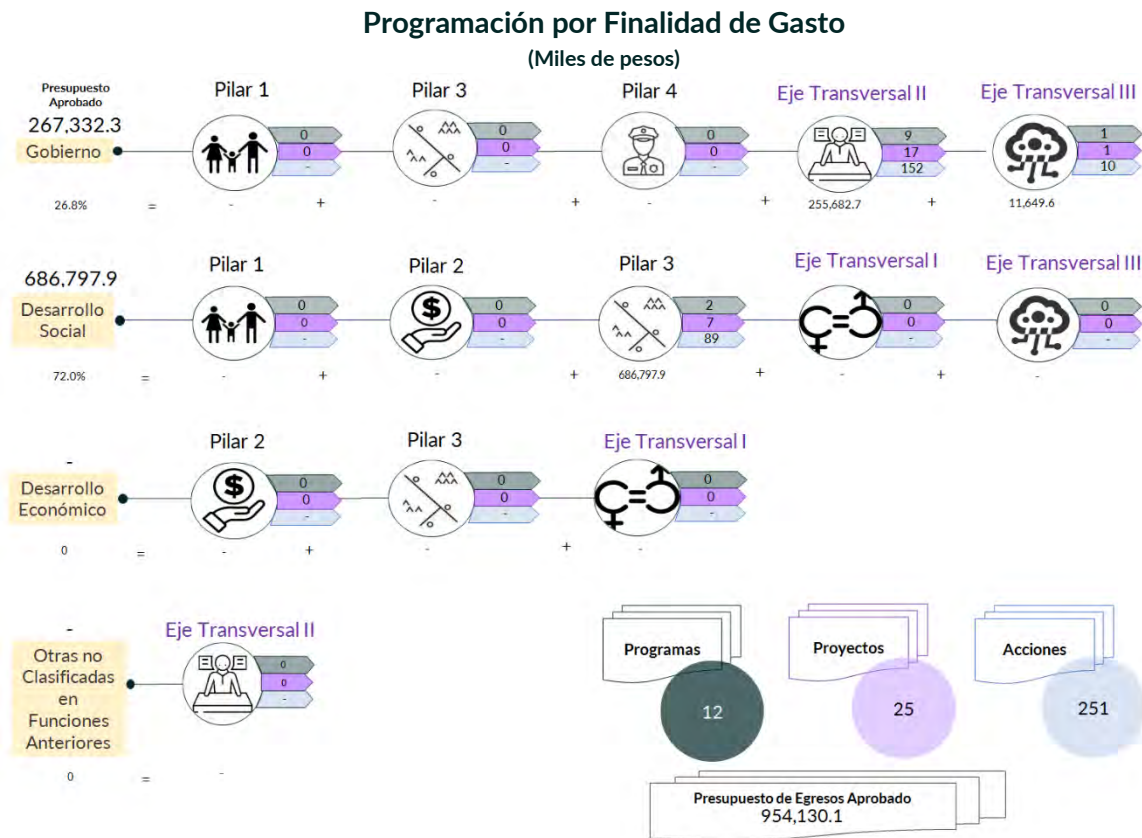 Programación por Finalidad de Gasto
(Miles de pesos)
Presupuesto
Aprobado
267,332.3
Gobierno
26.8%
=
Pilar 1
0
0
-
-
+
Pilar 3
0
0
-
-
+
Pilar 4
0
0
-
-
+
Eje Transversal II
9
17
152
255,682.7
+
Eje Transversal III
1
1
10
11,649.6
686,797.9
Desarrollo
Social
72.0%
=
Pilar 1
0
0
-
-
+
Pilar 2
0
0
-
-
+
Pilar 3
2
7
89
686,797.9
+
Eje Transversal I
0
0
-
-
+
Eje Transversal III
0
0
-
-
-
Desarrollo
Económico
0
=
Pilar 2
0
0
-
-
+
Pilar 3
0
0
-
-
+
Eje Transversal I
0
0
-
-
-
Otras no
Clasificadas
en
Funciones
Anteriores
0
=
Eje Transversal II
0
0
-
-
Programas
12
Proyectos
25
Acciones
251
Presupuesto de Egresos Aprobado
954,130.1